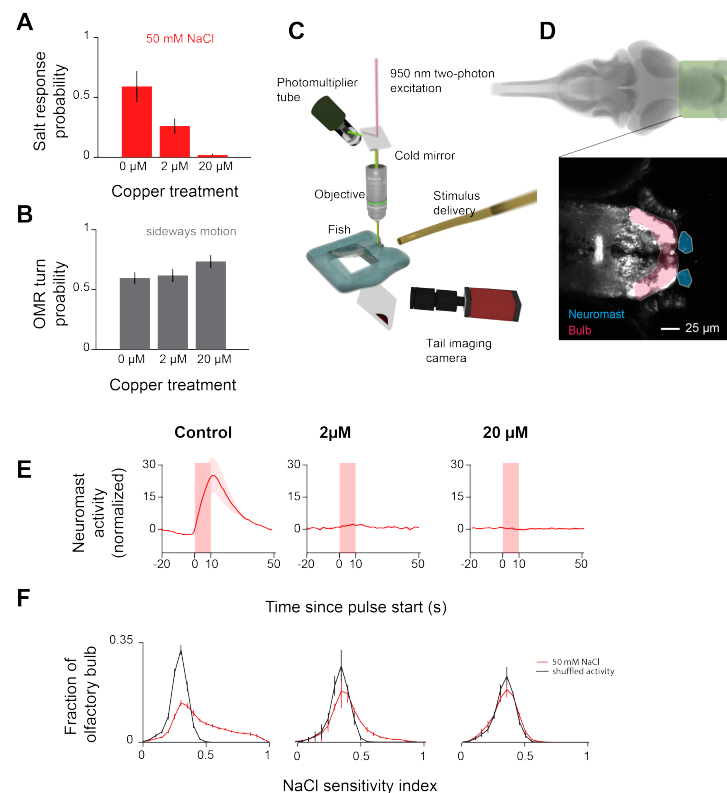 A
50 mM NaCl
1
0.5
0
Salt response
probability
0 µM
2 µM
20 µM
Copper treatment
B
sideways motion
1
0.5
0
OMR turn
proability
0 µM
2 µM
20 µM
Copper treatment
C
950 nm two-photon
excitation
Photomultiplier
tube
Cold mirror
Objective
Stimulus
delivery
Fish
Tail imaging
camera
D
Neuromast
Bulb
25 µm
Control
2µM
20 µM
E
Neuromast
activity
(normalized)
30
15
0
-20
0
10
50
30
15
0
-20
0
10
50
30
15
0
-20
0
10
50
Time since pulse start (s)
F
Fraction of
olfactory bulb
0.35
0
0
0.5
1
0
0.5
1
0
0.5
1
50 mM NaCl
shuffled activity
NaCl sensitivity index